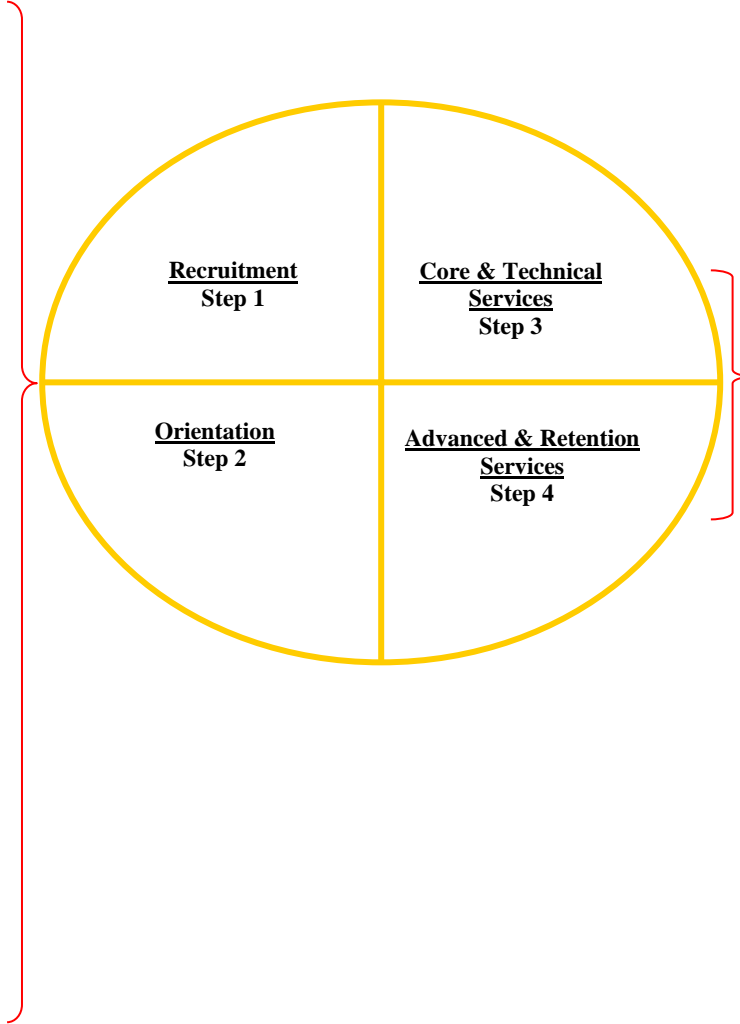 Recruitment
Step 1
Orientation
Step 2
Core & Technical
Services
Step 3
Advanced & Retention
Services
Step 4